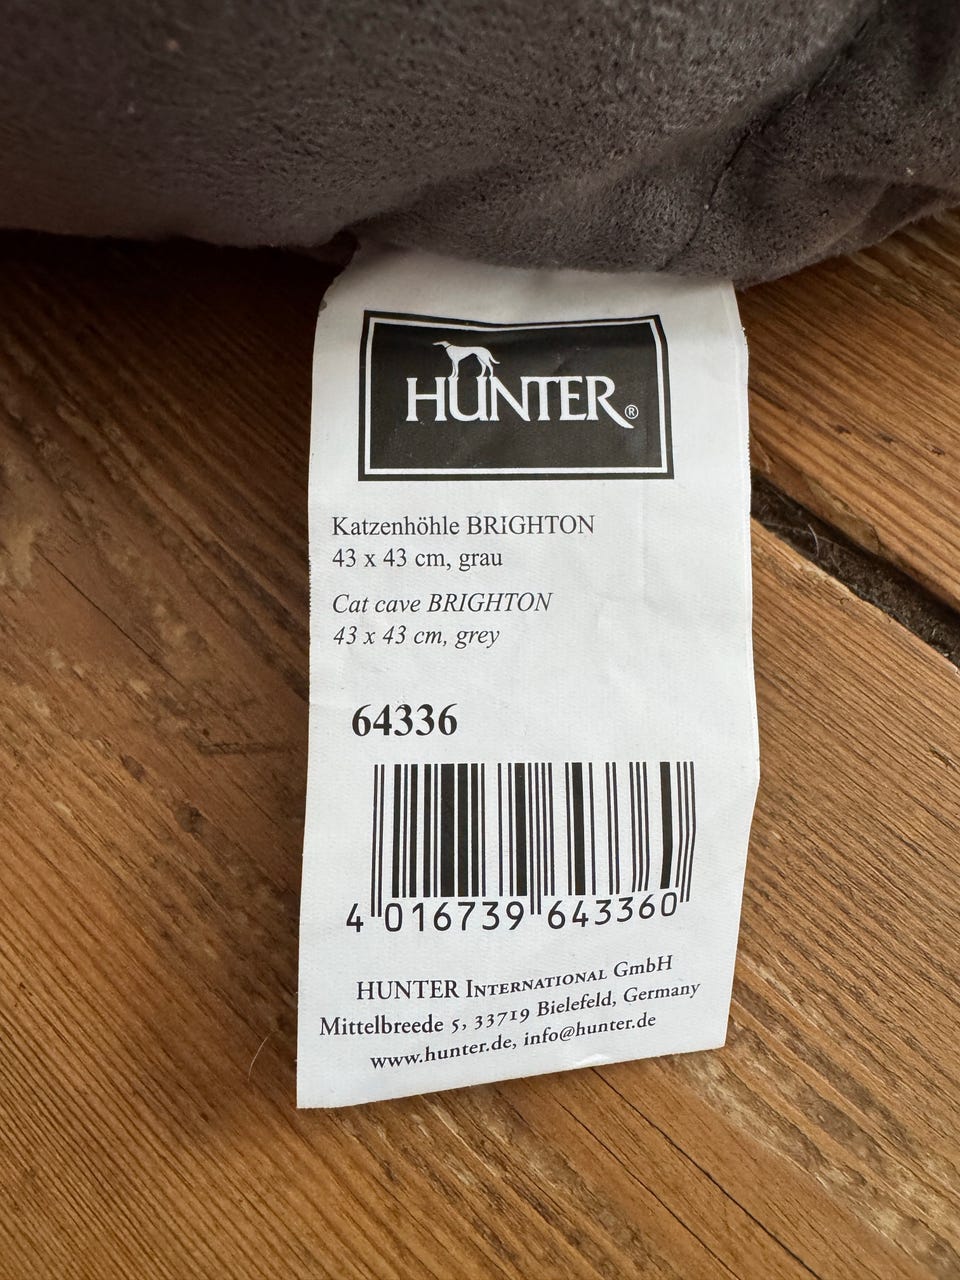 HUNTER®
Katzenhöhle BRIGHTON
43 x 43 cm, grau
Cat cave BRIGHTON
43 x 43 cm, grey
64336
4 016739 643360
HUNTER International GmbH
Mittelbreede 5, 33719 Bielefeld, Germany
www.hunter.de, info@hunter.de